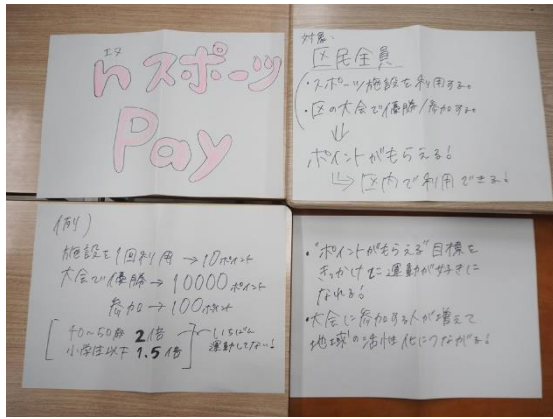 nスポーツ
Pay
対象.
区民全員
・スポーツ施設を利用する。
・区の大会で優勝/参加する。
ポイントがもらえる!
区内で利用できる!
例)
施設を1回利用→10ポイント
大会で優勝→10000ポイント
参加→100ポイント
40〜50代 2倍
小学生以下 1.5倍
いちばん
運動してない!
・"ポイントがもらえる"目標を
きっかけに運動が好きに
なれる!
・大会に参加する人が増えて
地球の活性化につながる!